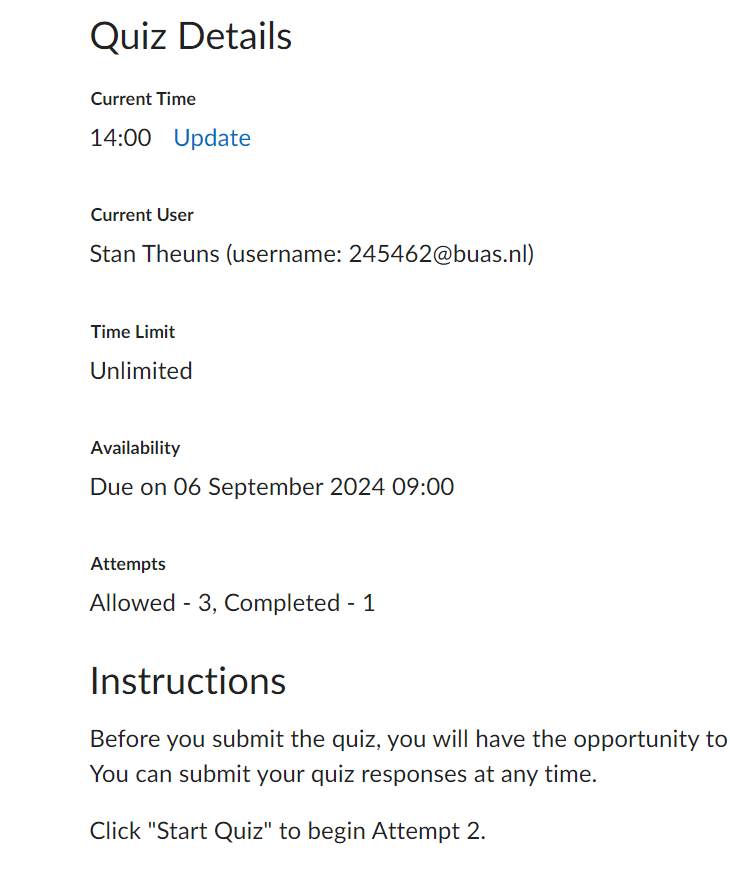 Quiz Details
Current Time
14:00 Update
Current User
Stan Theuns (username: 245462@buas.nl)
Time Limit
Unlimited
Availability
Due on 06 September 2024 09:00
Attempts
Allowed - 3, Completed - 1
Instructions
Before you submit the quiz, you will have the opportunity to
You can submit your quiz responses at any time.
Click "Start Quiz" to begin Attempt 2.